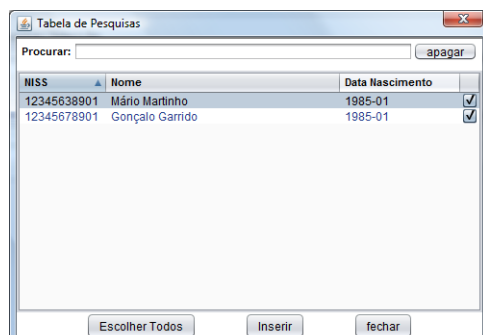 Tabela de Pesquisas
Procurar: apagar
NISS Nome Data Nascimento
12345638901 Mário Martinho 1985-01
12345678901 Gonçalo Garrido 1985-01
Escolher Todos Inserir fechar